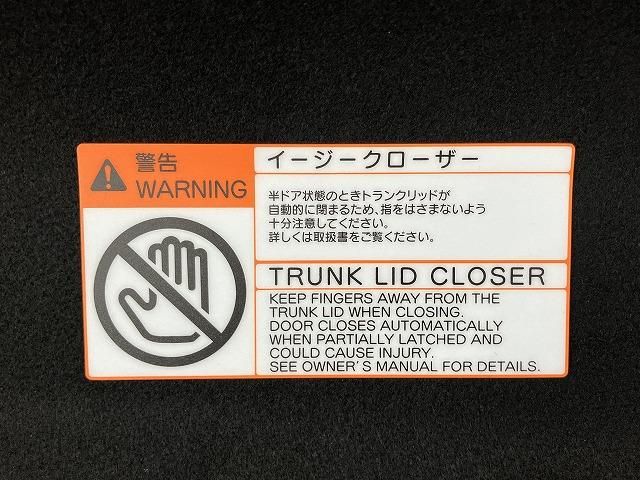 警告
WARNING
イージークローザー
半ドア状態のときトランクリッドが
自動的に閉まるため、指をはさまないよう
十分注意してください。
詳しくは取扱書をご覧ください。
TRUNK LID CLOSER
KEEP FINGERS AWAY FROM THE
TRUNK LID WHEN CLOSING.
DOOR CLOSES AUTOMATICALLY
WHEN PARTIALLY LATCHED AND
COULD CAUSE INJURY.
SEE OWNER'S MANUAL FOR DETAILS.